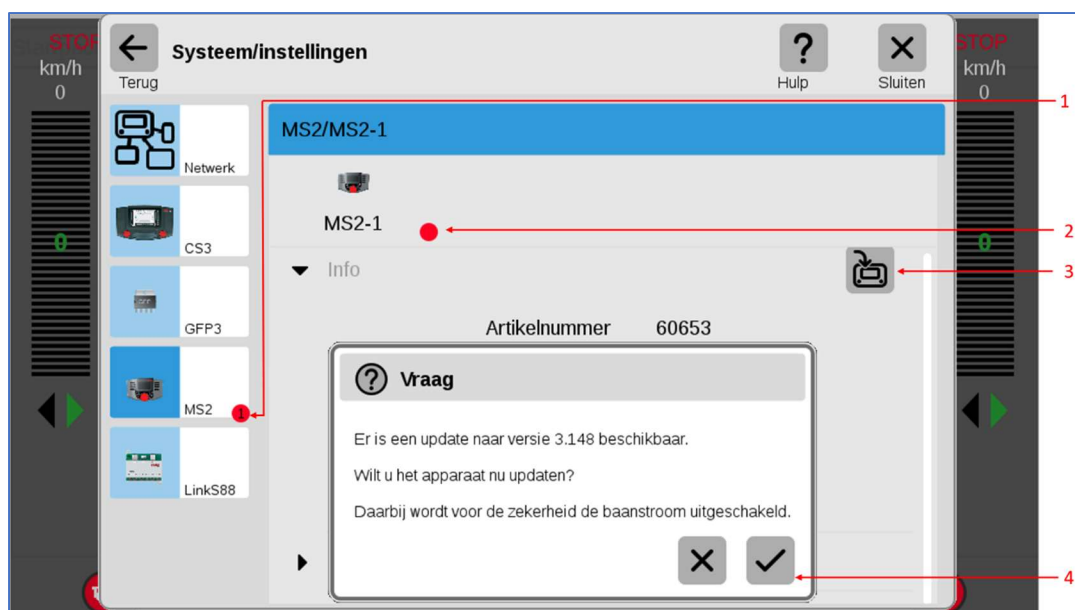 STOP
km/h
0
0
Terug
Systeem/instellingen
Hulp
Sluiten
STOP
km/h
0
0
1
2
3
4
Netwerk
CS3
GFP3
MS2
1
LinkS88
MS2/MS2-1
MS2-1
Info
Artikelnummer 60653
Vraag
Er is een update naar versie 3.148 beschikbaar.
Wilt u het apparaat nu updaten?
Daarbij wordt voor de zekerheid de baanstroom uitgeschakeld.